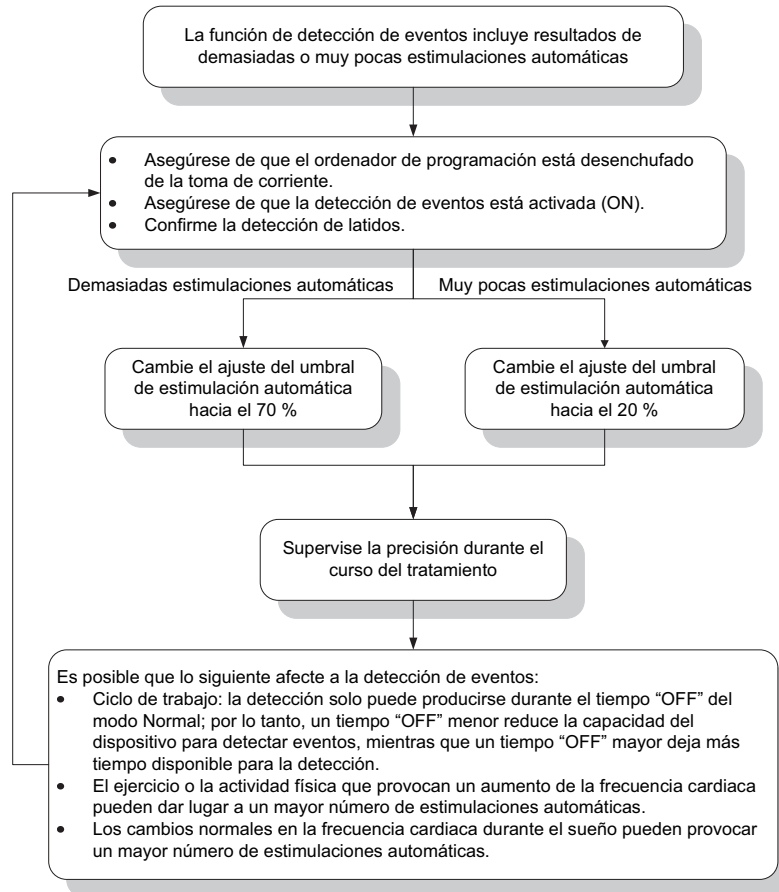 La función de detección de eventos incluye resultados de
demasiadas o muy pocas estimulaciones automáticas
• Asegúrese de que el ordenador de programación está desenchufado
de la toma de corriente.
• Asegúrese de que la detección de eventos está activada (ON).
• Confirme la detección de latidos.
Demasiadas estimulaciones automáticas
Muy pocas estimulaciones automáticas
Cambie el ajuste del umbral
de estimulación automática
hacia el 70 %
Cambie el ajuste del umbral
de estimulación automática
hacia el 20 %
Supervise la precisión durante el
curso del tratamiento
Es posible que lo siguiente afecte a la detección de eventos:
• Ciclo de trabajo: la detección solo puede producirse durante el tiempo “OFF” del
modo Normal; por lo tanto, un tiempo “OFF” menor reduce la capacidad del
dispositivo para detectar eventos, mientras que un tiempo “OFF” mayor deja más
tiempo disponible para la detección.
• El ejercicio o la actividad física que provocan un aumento de la frecuencia cardiaca
pueden dar lugar a un mayor número de estimulaciones automáticas.
• Los cambios normales en la frecuencia cardiaca durante el sueño pueden provocar
un mayor número de estimulaciones automáticas.